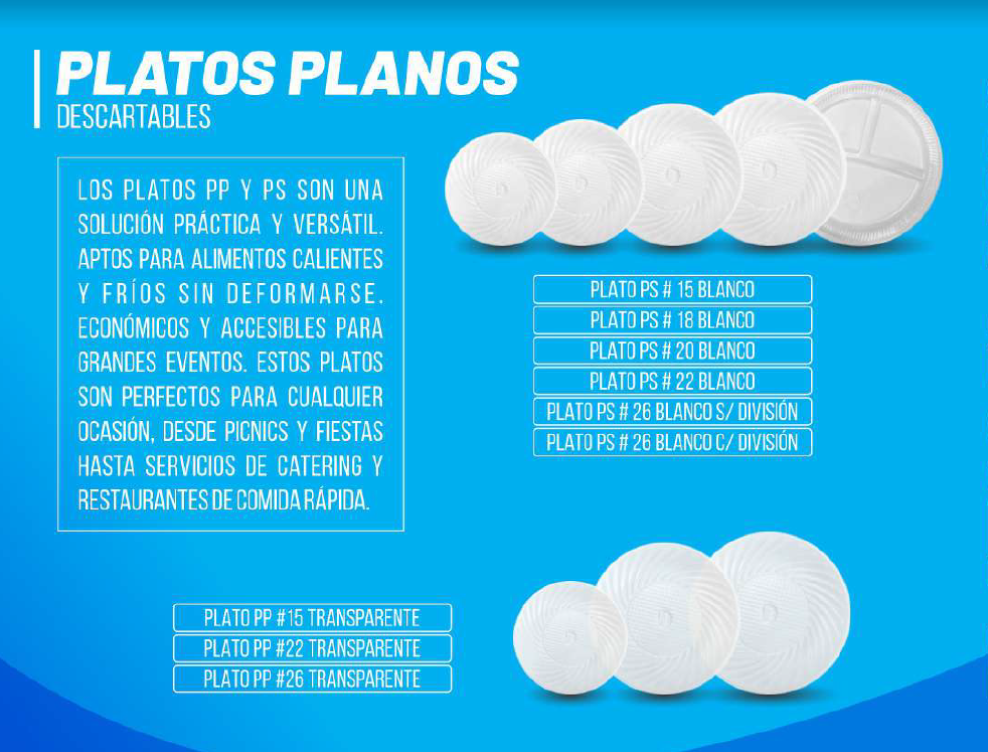 PLATOS PLANOS
DESCARTABLES
LOS PLATOS PP Y PS SON UNA
SOLUCIÓN PRÁCTICA Y VERSÁTIL.
APTOS PARA ALIMENTOS CALIENTES
Y FRÍOS SIN DEFORMARSE.
ECONÓMICOS Y ACCESIBLES PARA
GRANDES EVENTOS. ESTOS PLATOS
SON PERFECTOS PARA CUALQUIER
OCASIÓN, DESDE PICNICS Y FIESTAS
HASTA SERVICIOS DE CATERING Y
RESTAURANTES DE COMIDA RÁPIDA.
PLATO PS # 15 BLANCO
PLATO PS # 18 BLANCO
PLATO PS # 20 BLANCO
PLATO PS # 22 BLANCO
PLATO PS # 26 BLANCO S/ DIVISIÓN
PLATO PS # 26 BLANCO C/ DIVISIÓN
PLATO PP #15 TRANSPARENTE
PLATO PP #22 TRANSPARENTE
PLATO PP #26 TRANSPARENTE